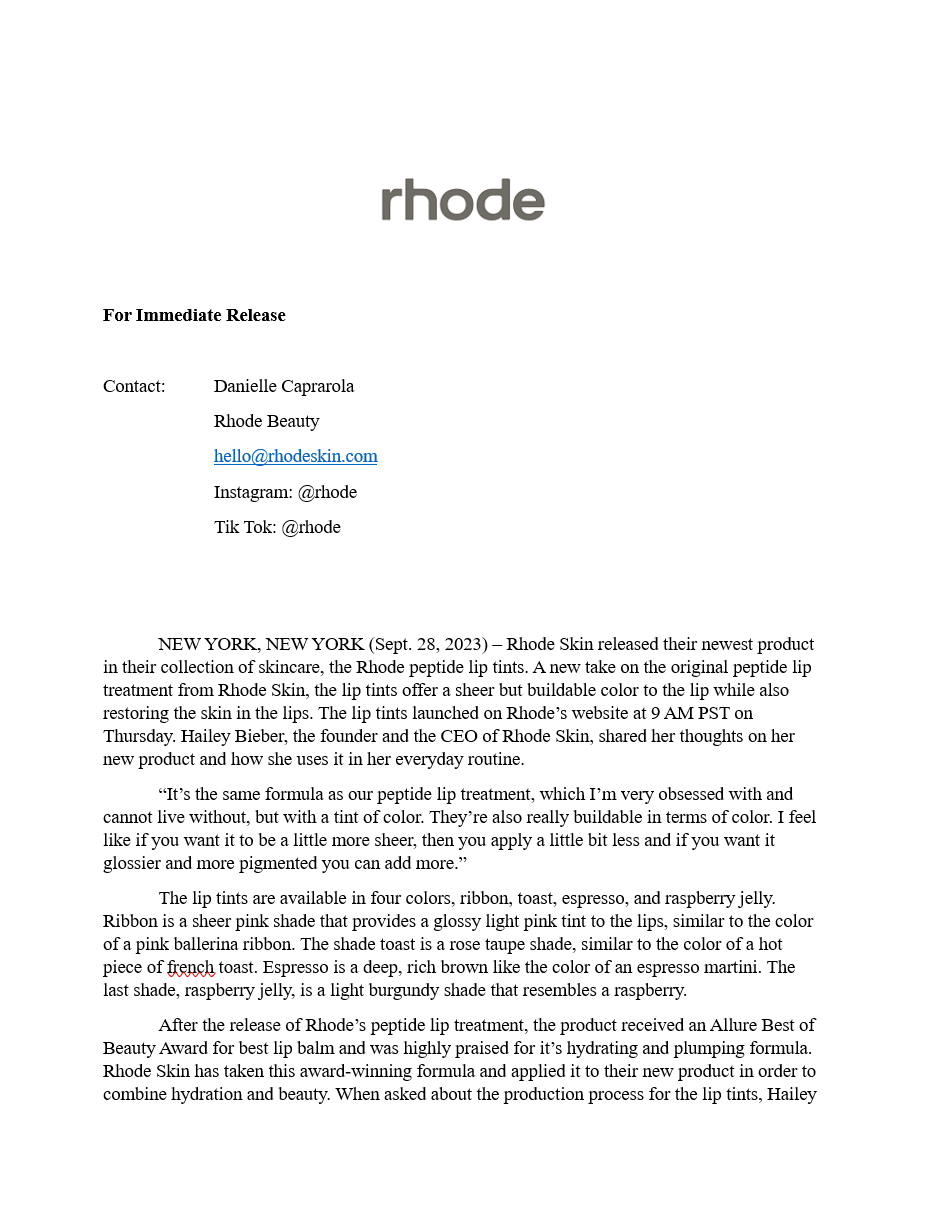 rhode
For Immediate Release
Contact: Danielle Caprarola
Rhode Beauty
hello@rhodeskin.com
Instagram: @rhode
Tik Tok: @rhode
NEW YORK, NEW YORK (Sept. 28, 2023) – Rhode Skin released their newest product
in their collection of skincare, the Rhode peptide lip tints. A new take on the original peptide lip
treatment from Rhode Skin, the lip tints offer a sheer but buildable color to the lip while also
restoring the skin in the lips. The lip tints launched on Rhode’s website at 9 AM PST on
Thursday. Hailey Bieber, the founder and the CEO of Rhode Skin, shared her thoughts on her
new product and how she uses it in her everyday routine.
“It’s the same formula as our peptide lip treatment, which I’m very obsessed with and
cannot live without, but with a tint of color. They’re also really buildable in terms of color. I feel
like if you want it to be a little more sheer, then you apply a little bit less and if you want it
glossier and more pigmented you can add more.”
The lip tints are available in four colors, ribbon, toast, espresso, and raspberry jelly.
Ribbon is a sheer pink shade that provides a glossy light pink tint to the lips, similar to the color
of a pink ballerina ribbon. The shade toast is a rose taupe shade, similar to the color of a hot
piece of french toast. Espresso is a deep, rich brown like the color of an espresso martini. The
last shade, raspberry jelly, is a light burgundy shade that resembles a raspberry.
After the release of Rhode’s peptide lip treatment, the product received an Allure Best of
Beauty Award for best lip balm and was highly praised for it’s hydrating and plumping formula.
Rhode Skin has taken this award-winning formula and applied it to their new product in order to
combine hydration and beauty. When asked about the production process for the lip tints, Hailey